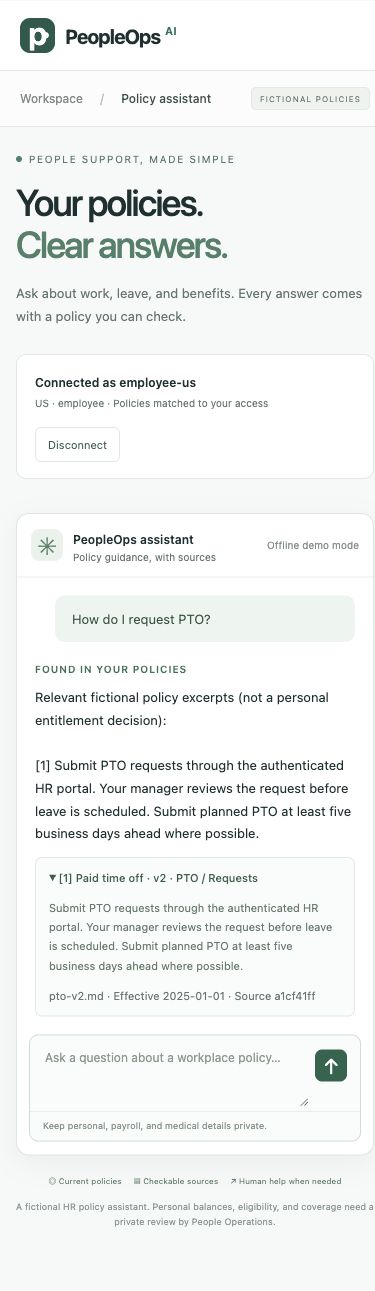 p PeopleOps AI
Workspace / Policy assistant FICTIONAL POLICIES
PEOPLE SUPPORT, MADE SIMPLE
Your policies.
Clear answers.
Ask about work, leave, and benefits. Every answer comes
with a policy you can check.
Connected as employee-us
US · employee · Policies matched to your access
Disconnect
PeopleOps assistant
Policy guidance, with sources
Offline demo mode
How do I request PTO?
FOUND IN YOUR POLICIES
Relevant fictional policy excerpts (not a personal
entitlement decision):
[1] Submit PTO requests through the authenticated
HR portal. Your manager reviews the request before
leave is scheduled. Submit planned PTO at least five
business days ahead where possible.
▼ [1] Paid time off · v2 · PTO / Requests
Submit PTO requests through the authenticated HR
portal. Your manager reviews the request before leave
is scheduled. Submit planned PTO at least five
business days ahead where possible.
pto-v2.md · Effective 2025-01-01 · Source a1cf41ff
Ask a question about a workplace policy...
Keep personal, payroll, and medical details private.
◎ Current policies ▤ Checkable sources ↗ Human help when needed
A fictional HR policy assistant. Personal balances, eligibility, and coverage need a
private review by People Operations.